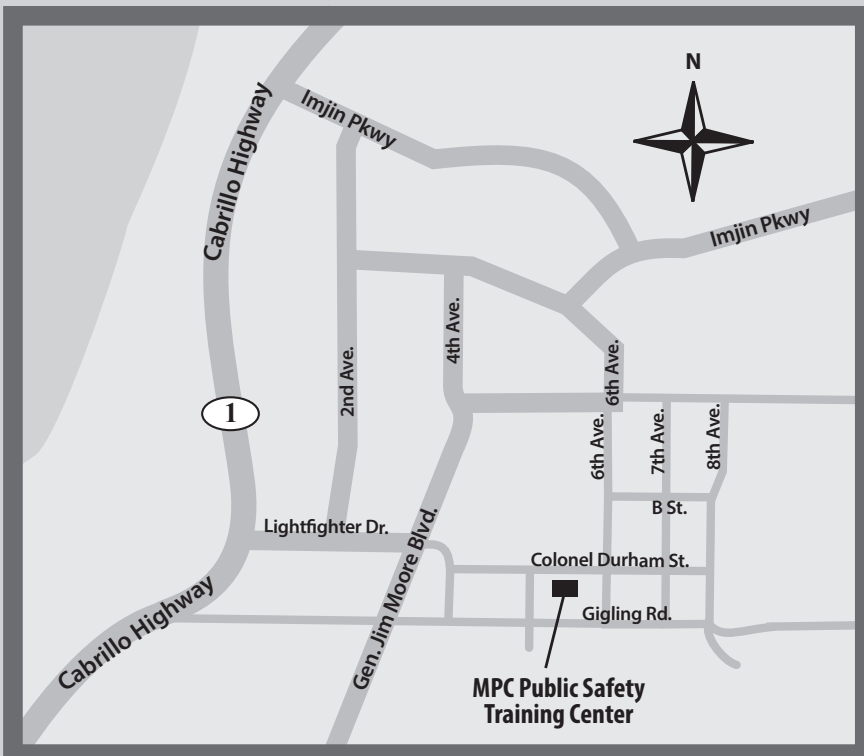 N
Imjin Pkwy
Cabrillo Highway
Imjin Pkwy
4th Ave.
2nd Ave.
6th Ave.
1
6th Ave.
7th Ave.
8th Ave.
B St.
Lightfighter Dr.
Gen. Jim Moore Blvd.
Colonel Durham St.
Gigling Rd.
Cabrillo Highway
MPC Public Safety
Training Center